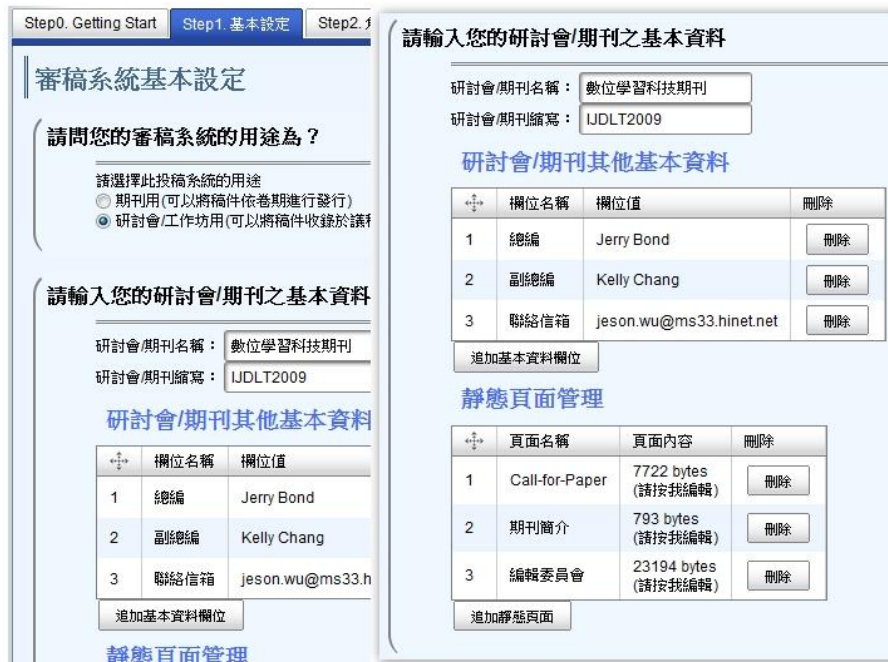 Step0. Getting Start
Step1. 基本設定
Step2.
審稿系統基本設定
請問您的審稿系統的用途為？
請選擇此投稿系統的用途
期刊用(可以將稿件依卷期進行發行)
研討會/工作坊用(可以將稿件收錄於議
請輸入您的研討會/期刊之基本資料
研討會/期刊名稱： 數位學習科技期刊
研討會/期刊縮寫： IJDLT2009
研討會/期刊其他基本資料
欄位名稱 欄位值
1 總編 Jerry Bond
2 副總編 Kelly Chang
3 聯絡信箱 jeson.wu@ms33.h
追加基本資料欄位
靜態頁面管理
請輸入您的研討會/期刊之基本資料
研討會/期刊名稱： 數位學習科技期刊
研討會/期刊縮寫： IJDLT2009
研討會/期刊其他基本資料
欄位名稱 欄位值 刪除
1 總編 Jerry Bond 刪除
2 副總編 Kelly Chang 刪除
3 聯絡信箱 jeson.wu@ms33.hinet.net 刪除
追加基本資料欄位
靜態頁面管理
頁面名稱 頁面內容 刪除
1 Call-for-Paper 7722 bytes (請按我編輯) 刪除
2 期刊簡介 793 bytes (請按我編輯) 刪除
3 編輯委員會 23194 bytes (請按我編輯) 刪除
追加靜態頁面